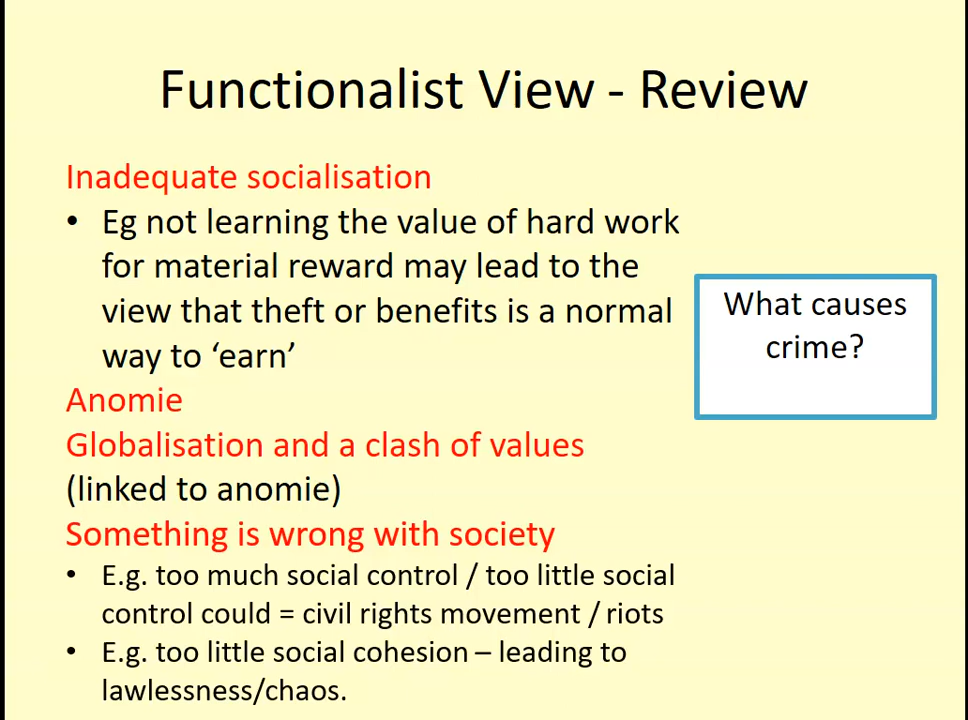 Functionalist View - Review
Inadequate socialisation
• Eg not learning the value of hard work
for material reward may lead to the
view that theft or benefits is a normal
way to ‘earn’
Anomie
Globalisation and a clash of values
(linked to anomie)
Something is wrong with society
• E.g. too much social control / too little social
control could = civil rights movement / riots
• E.g. too little social cohesion – leading to
lawlessness/chaos.
What causes
crime?